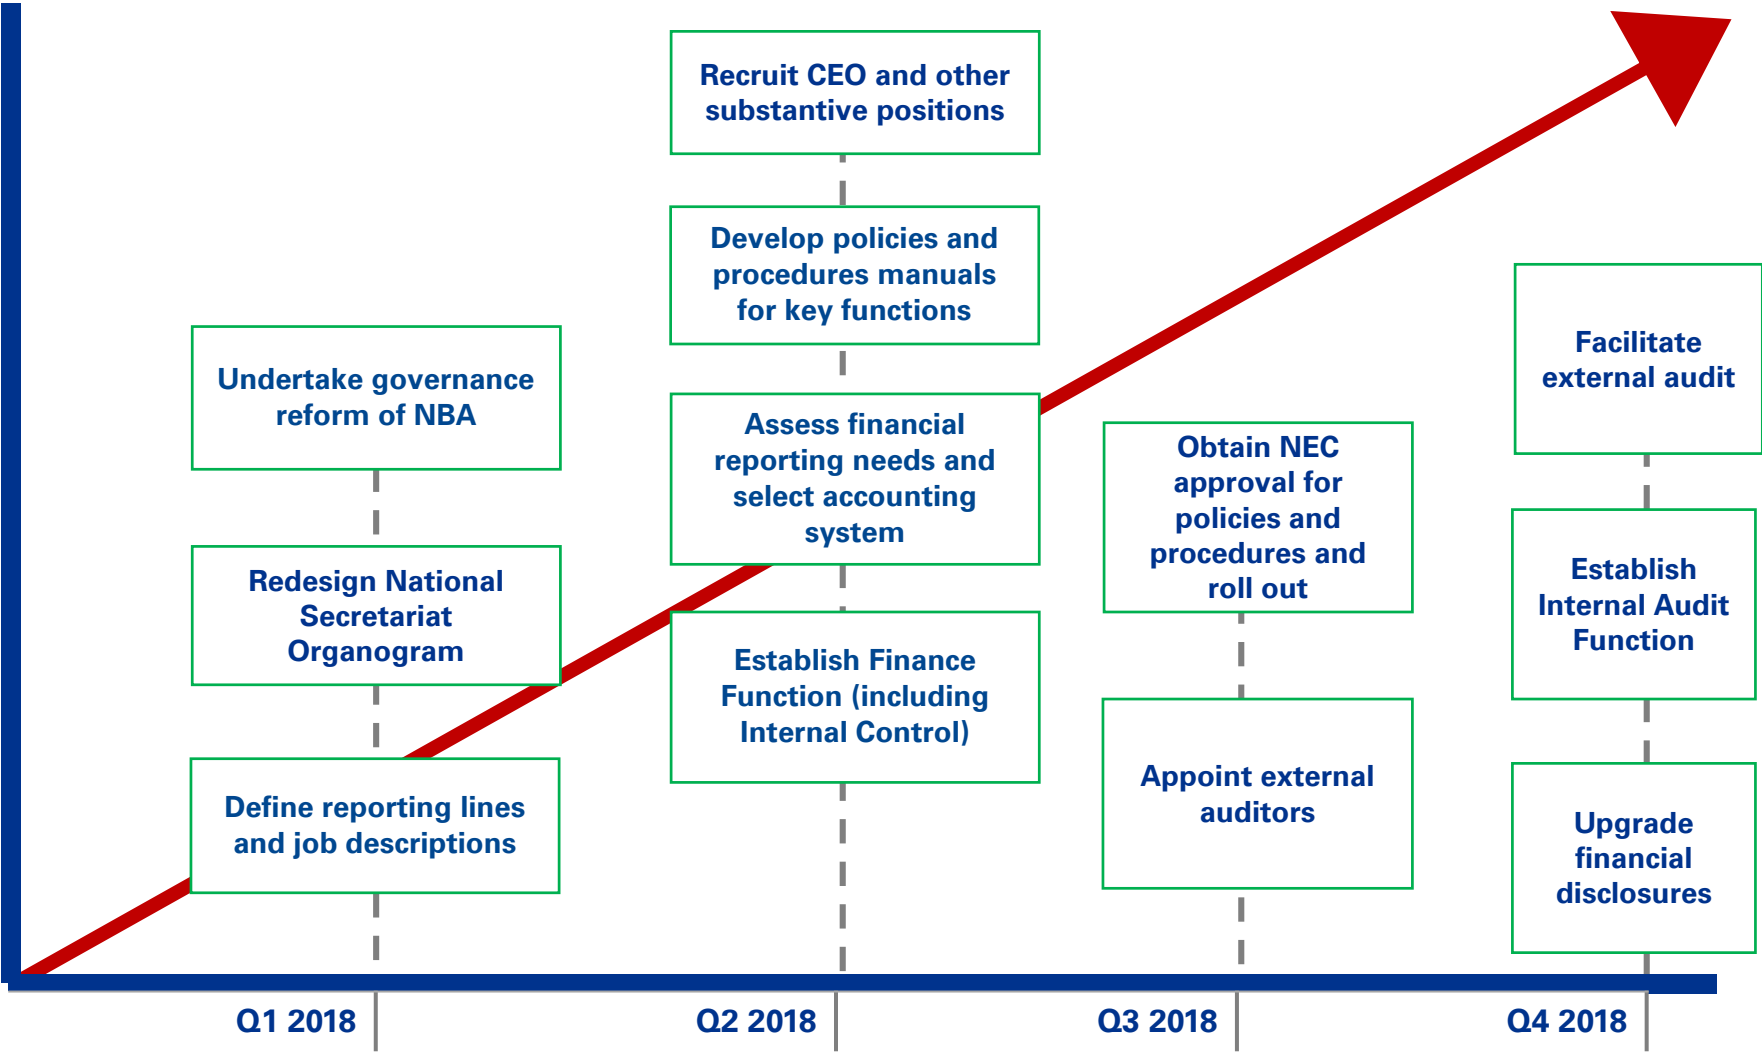 Recruit CEO and other
substantive positions
Develop policies and
procedures manuals
for key functions
Undertake governance
reform of NBA
Assess financial
reporting needs and
select accounting
system
Facilitate
external audit
Obtain NEC
approval for
policies and
procedures and
roll out
Redesign National
Secretariat
Organogram
Establish Finance
Function (including
Internal Control)
Establish
Internal Audit
Function
Define reporting lines
and job descriptions
Appoint external
auditors
Upgrade
financial
disclosures
Q1 2018
Q2 2018
Q3 2018
Q4 2018